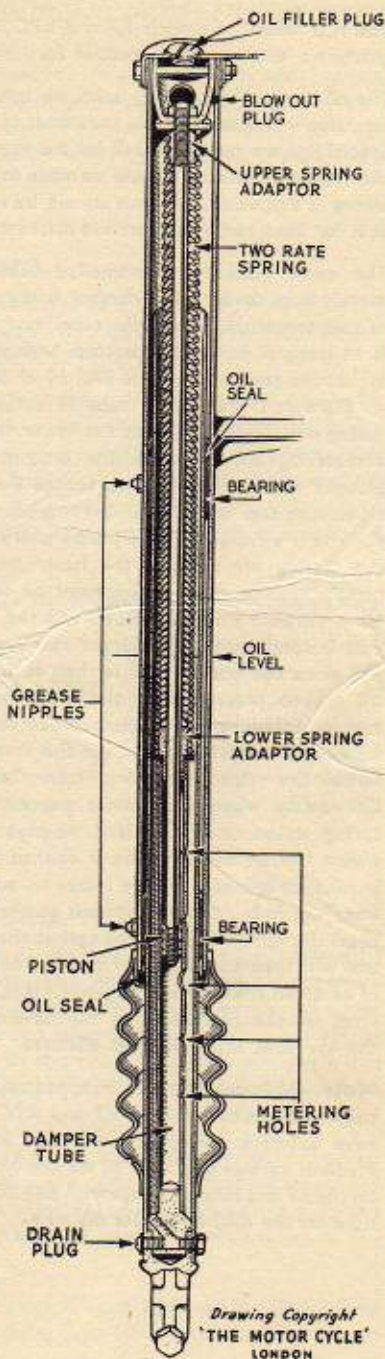 OIL FILLER PLUG
BLOW OUT
PLUG
UPPER SPRING
ADAPTOR
TWO RATE
SPRING
OIL
SEAL
BEARING
OIL
LEVEL
GREASE
NIPPLES
LOWER SPRING
ADAPTOR
BEARING
PISTON
OIL SEAL
METERING
HOLES
DAMPER
TUBE
DRAIN
PLUG
Drawing Copyright
'THE MOTOR CYCLE'
LONDON